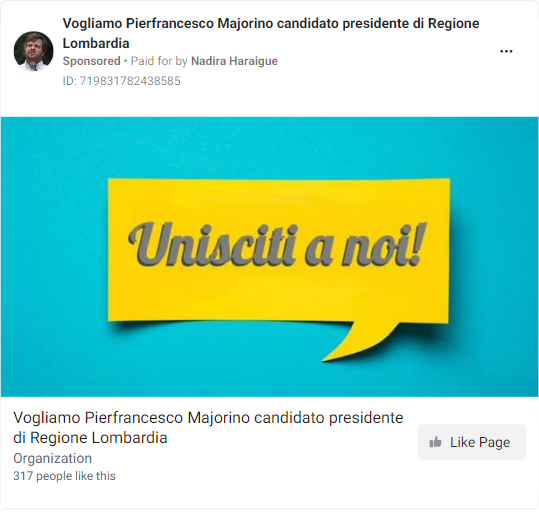 Vogliamo Pierfrancesco Majorino candidato presidente di Regione
Lombardia
Sponsored • Paid for by Nadira Haraigue
ID: 719831782438585
Unisciti a noi!
Vogliamo Pierfrancesco Majorino candidato presidente
di Regione Lombardia
Organization
317 people like this
Like Page